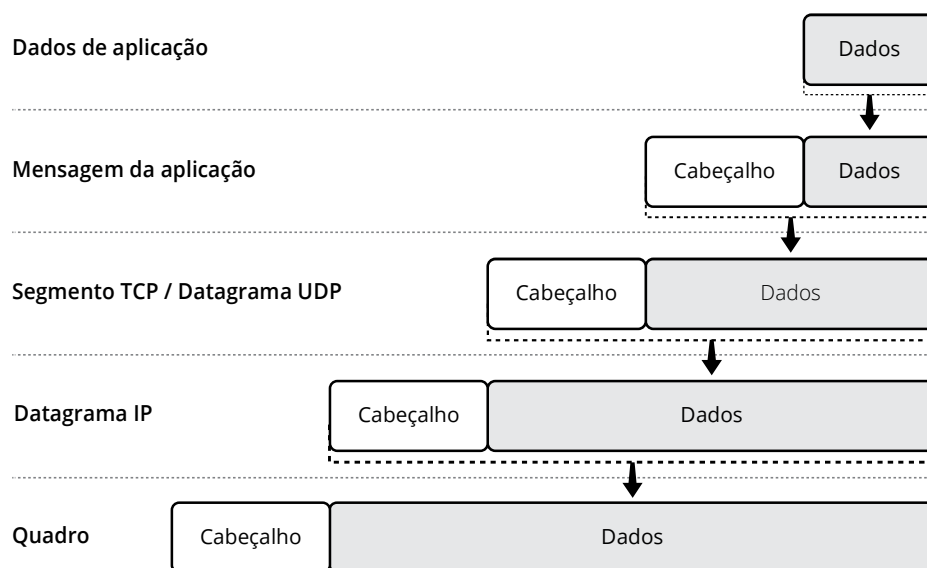 Dados de aplicação
Dados
Mensagem da aplicação
Cabeçalho
Dados
Segmento TCP / Datagrama UDP
Cabeçalho
Dados
Datagrama IP
Cabeçalho
Dados
Quadro
Cabeçalho
Dados